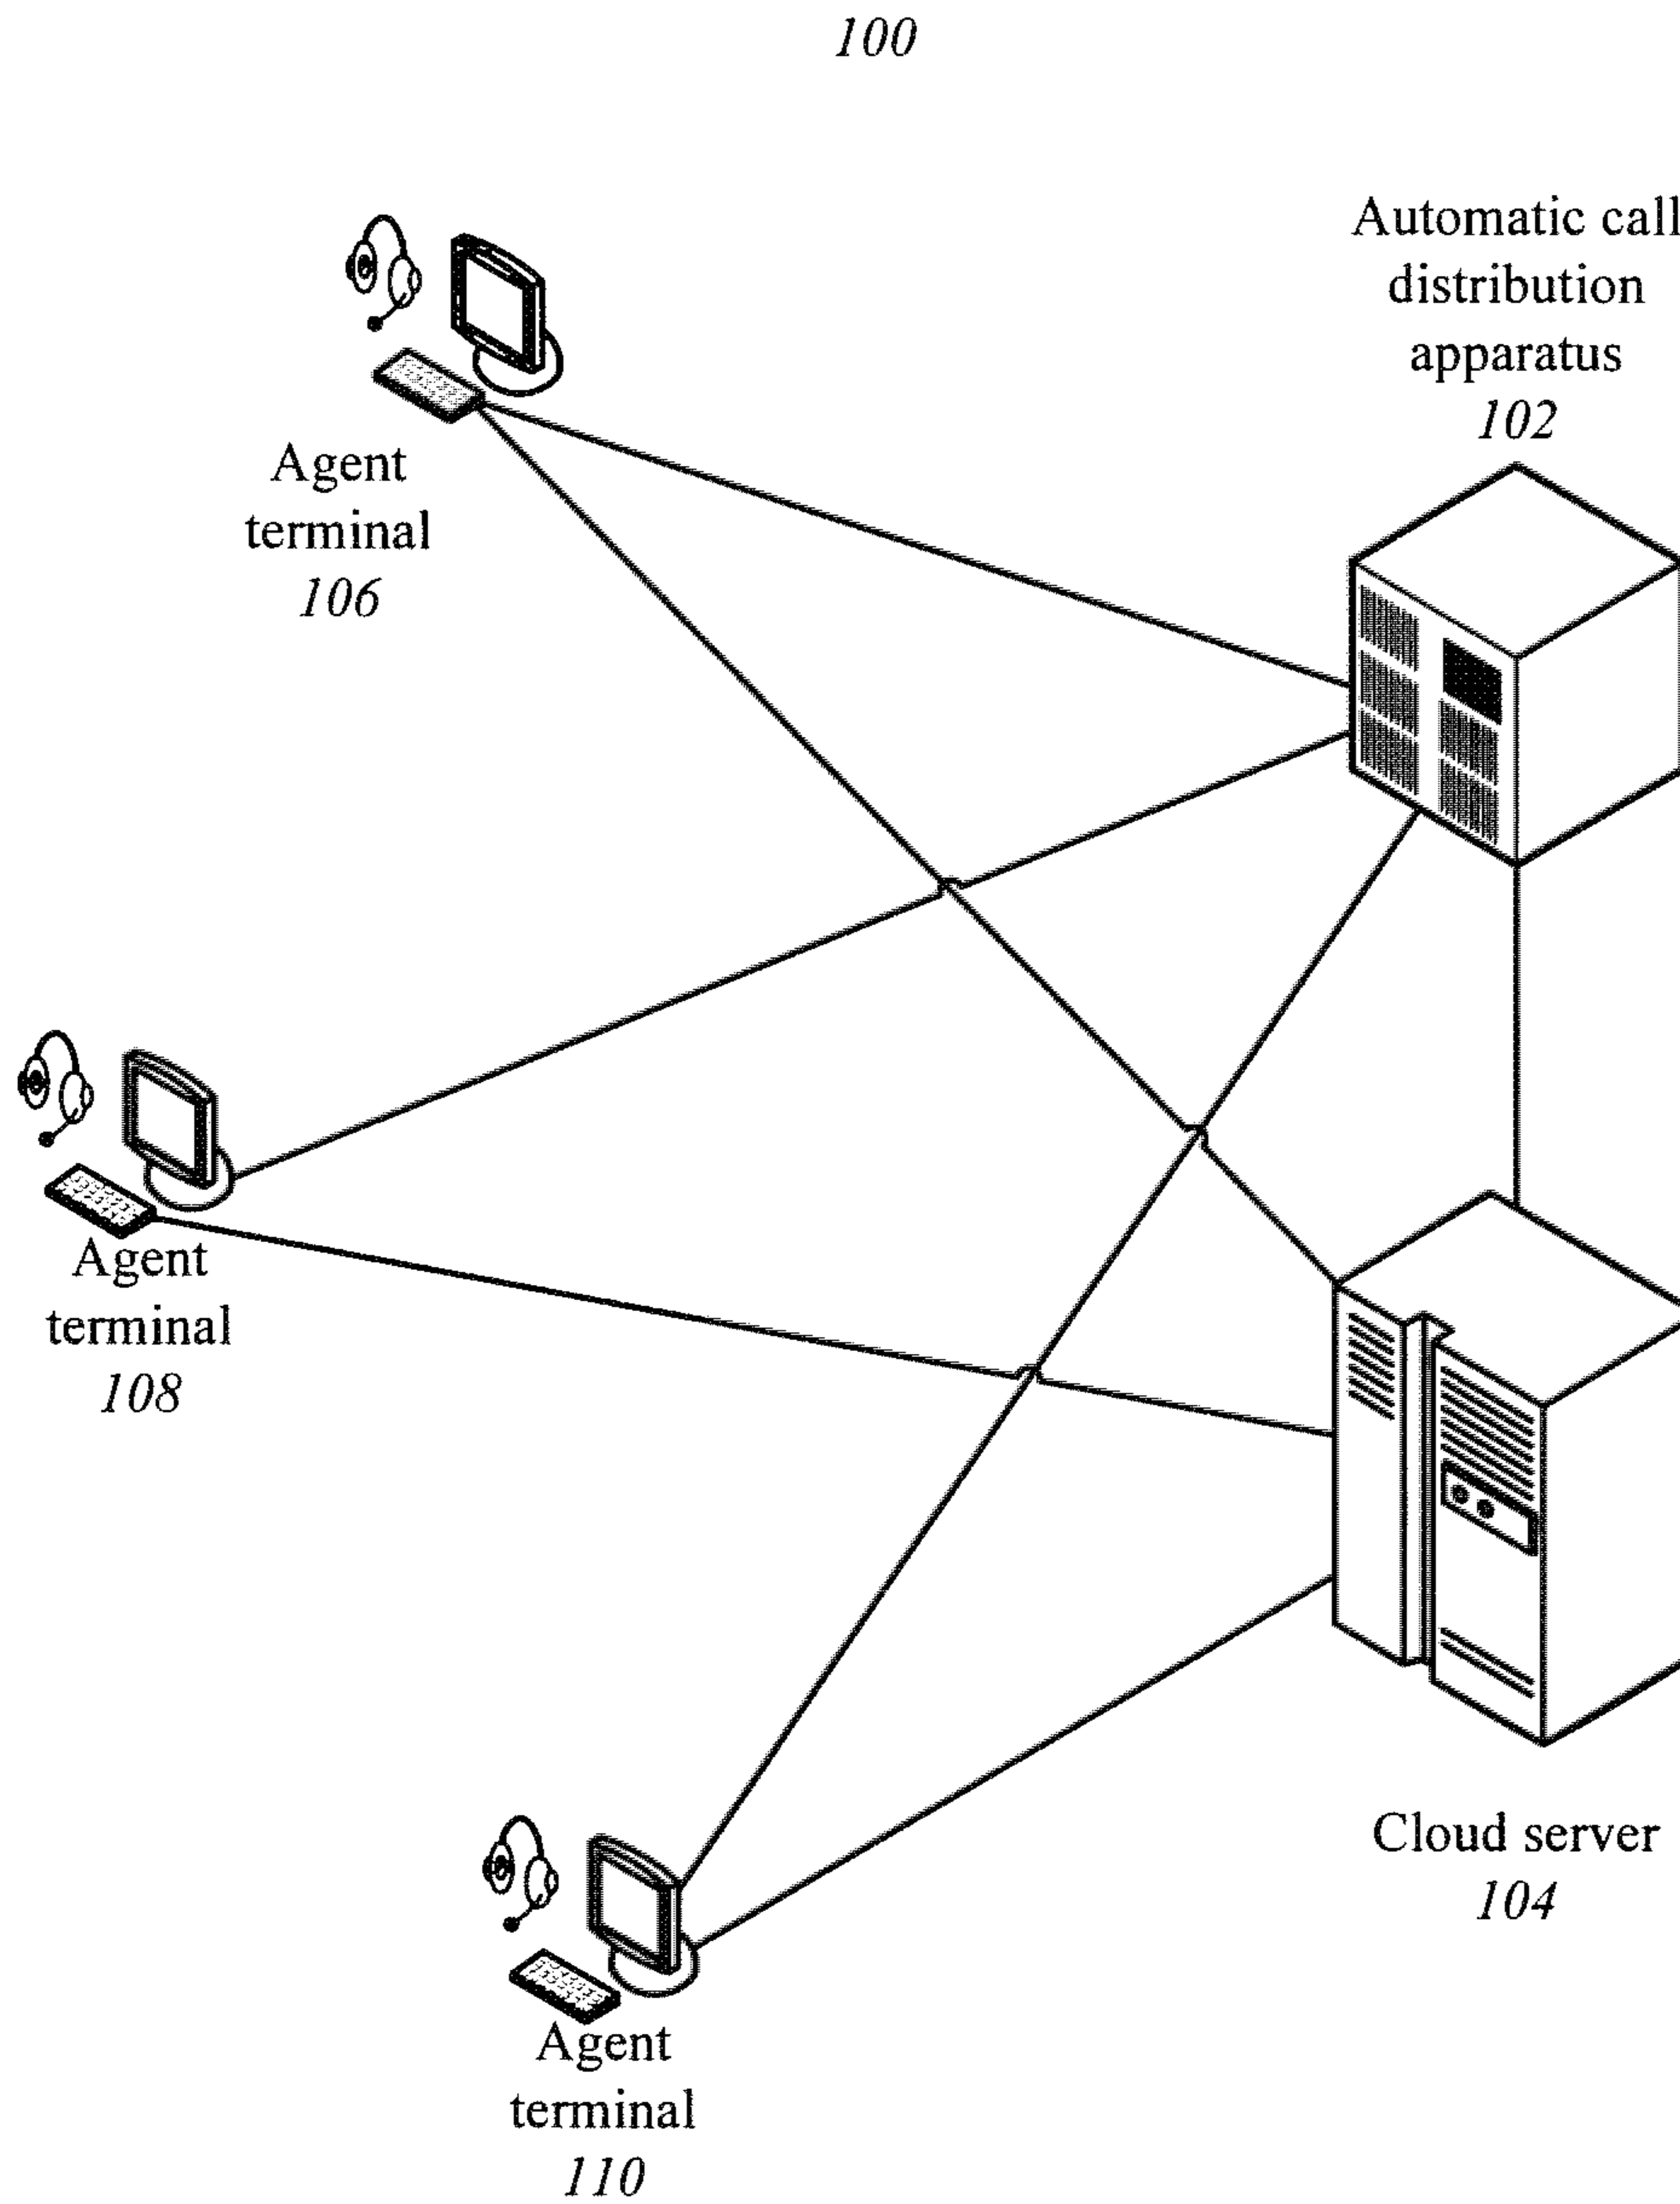 100
Automatic call
distribution
apparatus
102
Agent
terminal
106
Agent
terminal
108
Cloud server
104
Agent
terminal
110